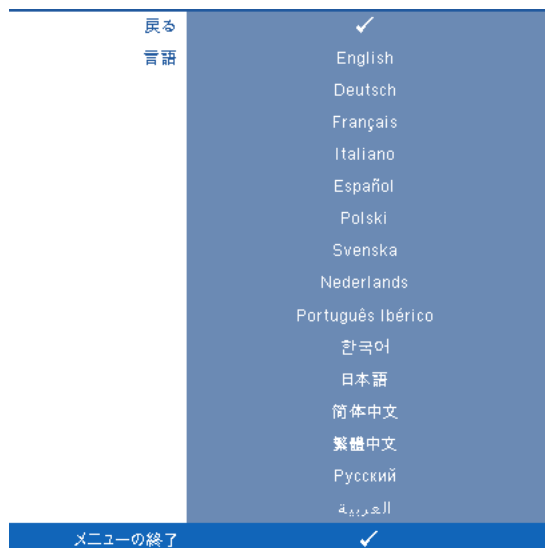 戻る ✓
言語 English
Deutsch
Français
Italiano
Español
Polski
Svenska
Nederlands
Português Ibérico
한국어
日本語
简体中文
繁體中文
Русский
العربية
メニューの終了 ✓